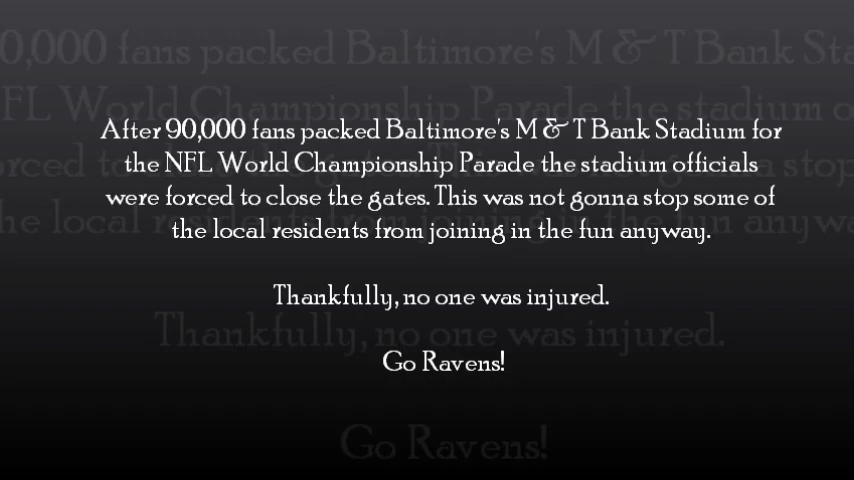 After 90,000 fans packed Baltimore's M & T Bank Stadium for
the NFL World Championship Parade the stadium officials
were forced to close the gates. This was not gonna stop some of
the local residents from joining in the fun anyway.
Thankfully, no one was injured.
Go Ravens!